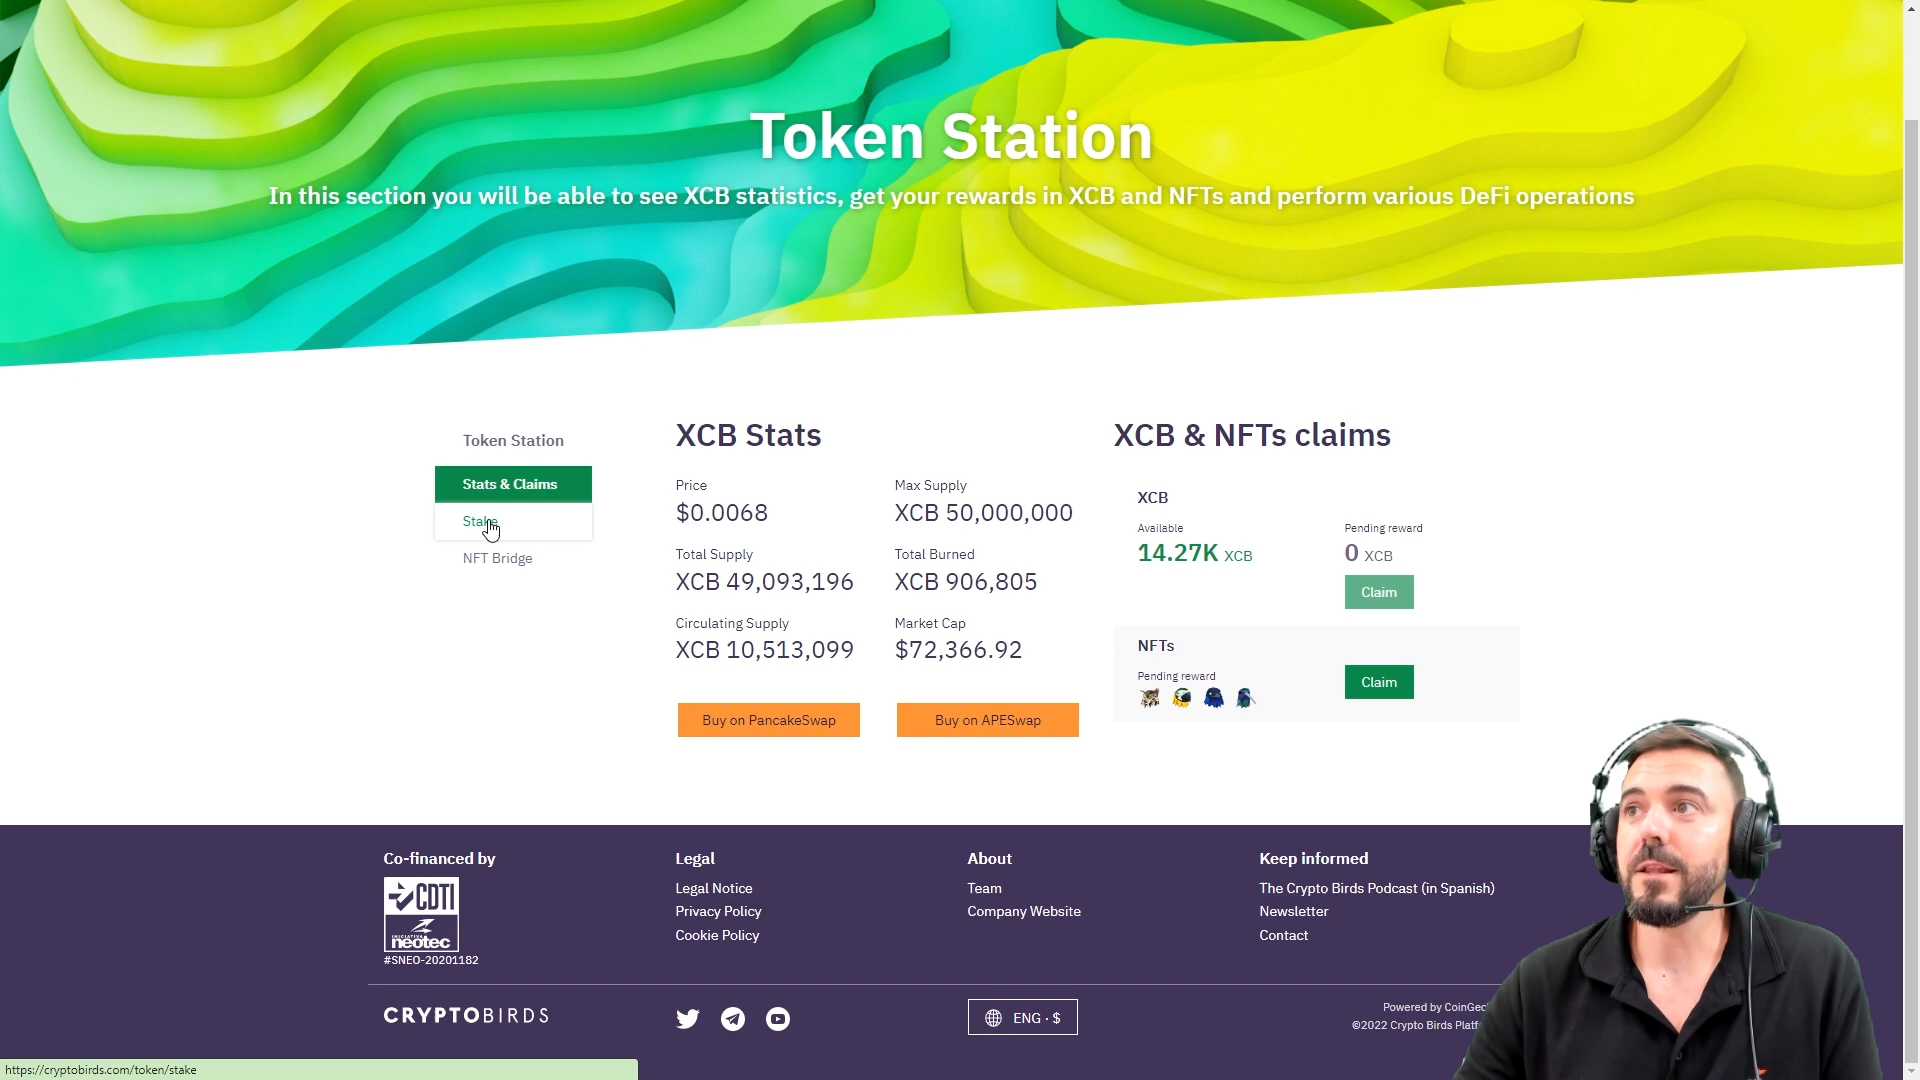 Token Station
In this section you will be able to see XCB statistics, get your rewards in XCB and NFTs and perform various DeFi operations
Token Station
Stats & Claims
Stake
NFT Bridge
XCB Stats
Price
$0.0068
Max Supply
XCB 50,000,000
Total Supply
XCB 49,093,196
Total Burned
XCB 906,805
Circulating Supply
XCB 10,513,099
Market Cap
$72,366.92
Buy on PancakeSwap
Buy on APESwap
XCB & NFTs claims
XCB
Available
14.27K XCB
Pending reward
0 XCB
Claim
NFTs
Pending reward
Claim
Co-financed by
CDTI
INICIATIVA
neotec
#SNEO-20201182
Legal
Legal Notice
Privacy Policy
Cookie Policy
About
Team
Company Website
Keep informed
The Crypto Birds Podcast (in Spanish)
Newsletter
Contact
CRYPTOBIRDS
ENG · $
Powered by
©2022 Crypto Birds
https://cryptobirds.com/token/stake